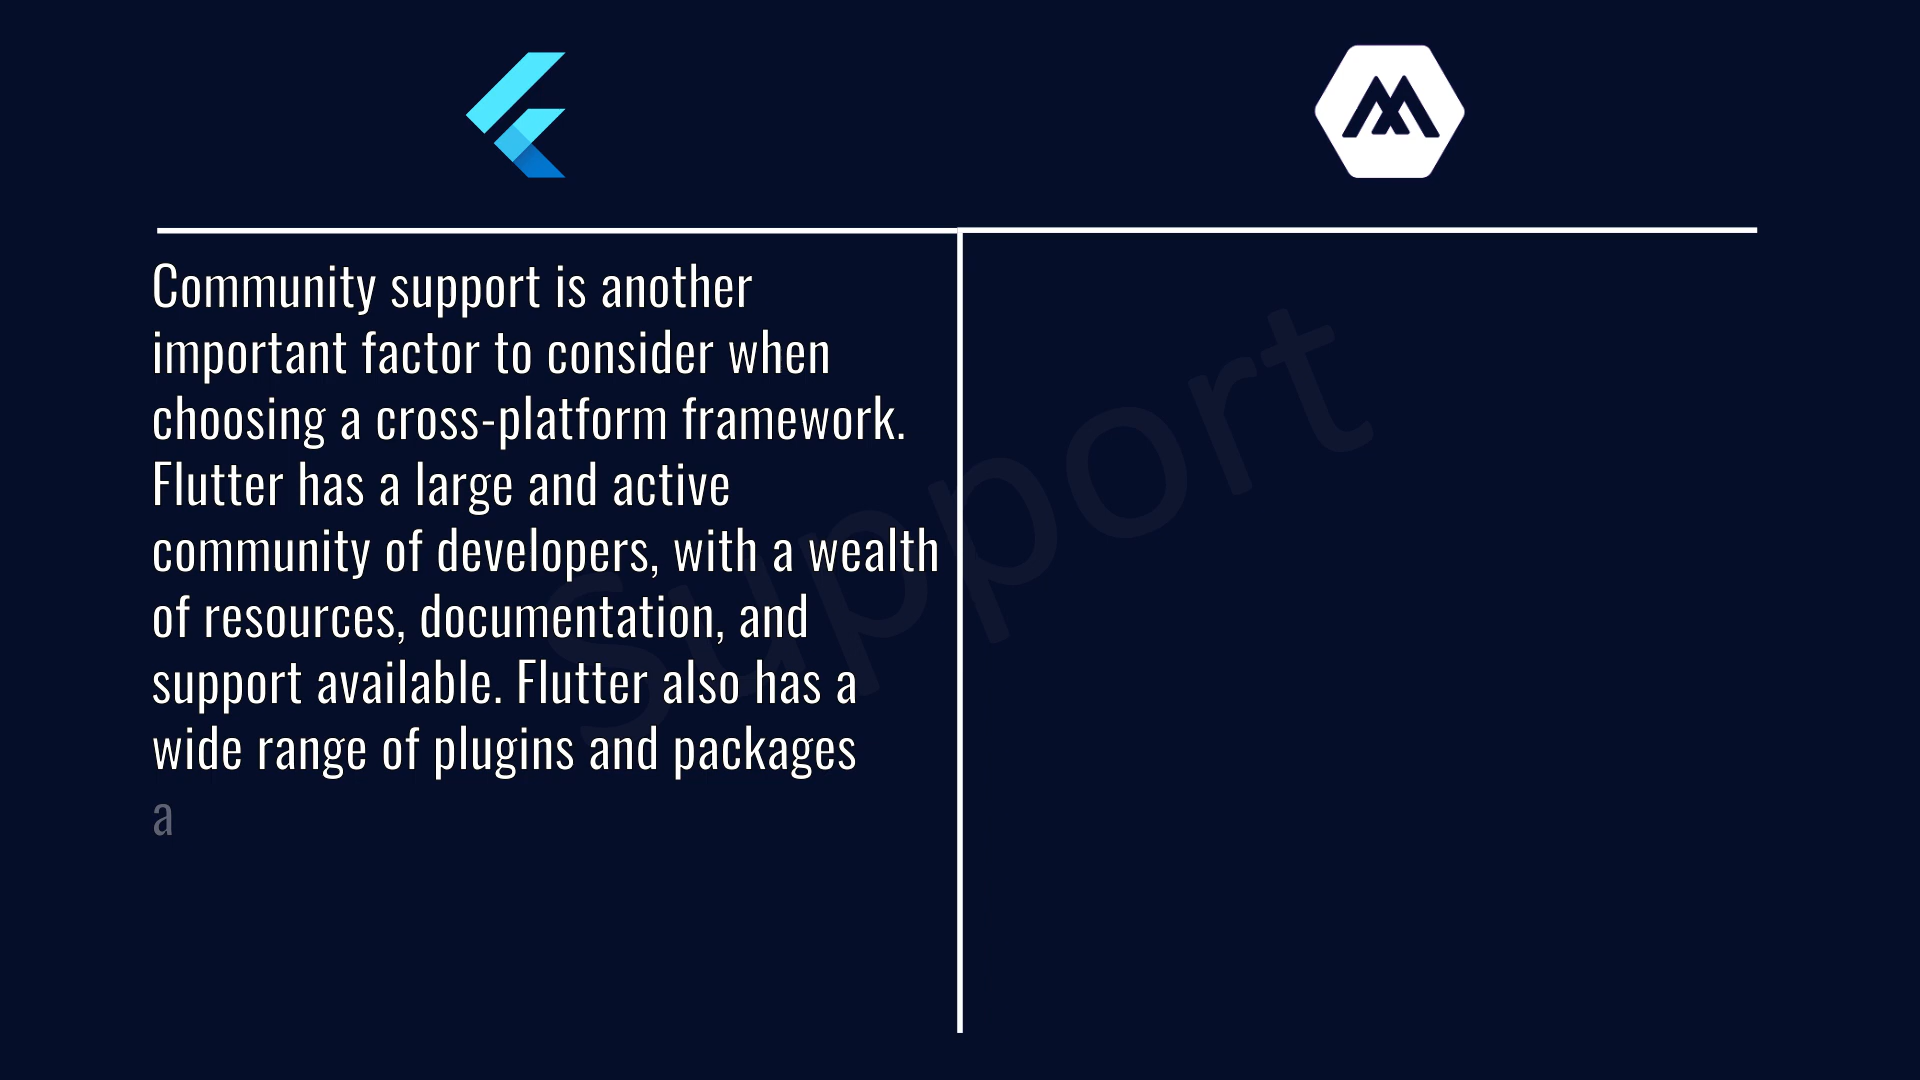 Community support is another
important factor to consider when
choosing a cross-platform framework.
Flutter has a large and active
community of developers, with a wealth
of resources, documentation, and
support available. Flutter also has a
wide range of plugins and packages
a
Support